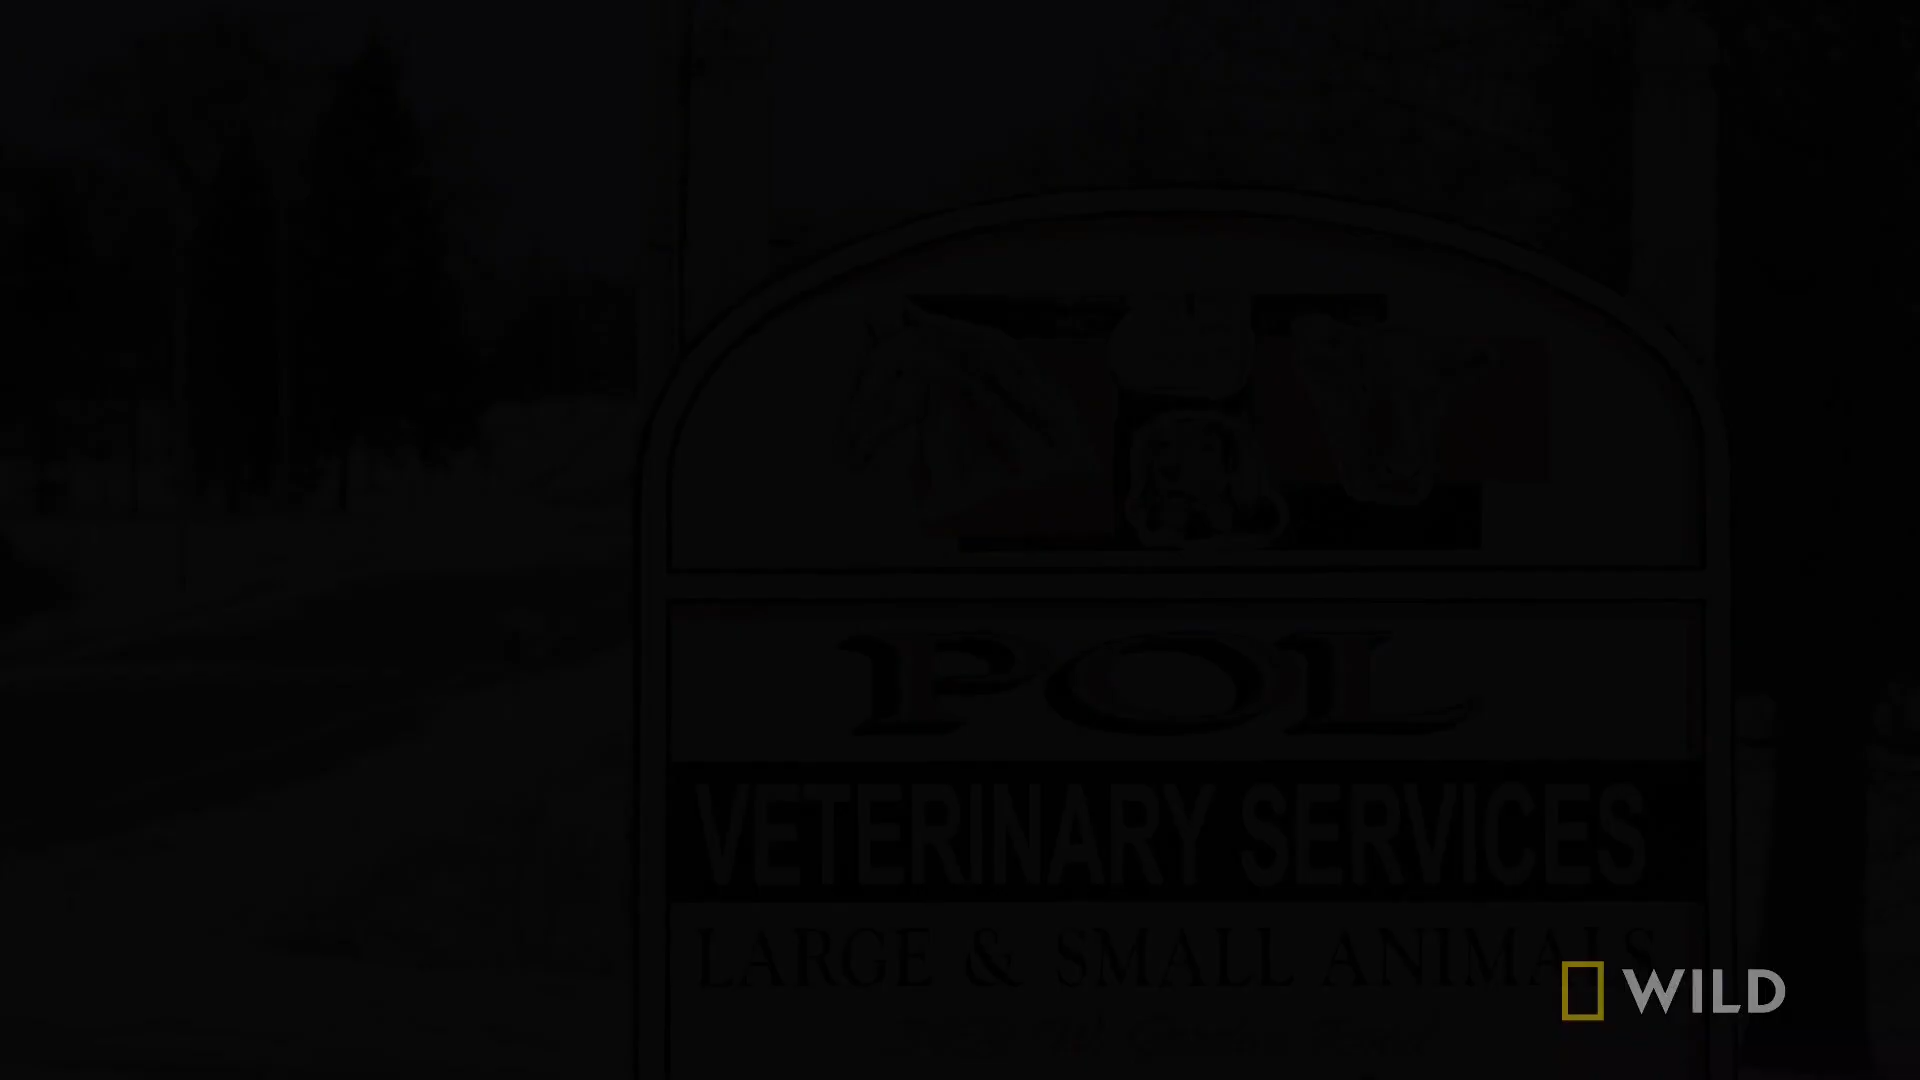 POL
VETERINARY SERVICES
LARGE & SMALL ANIMALS
WILD